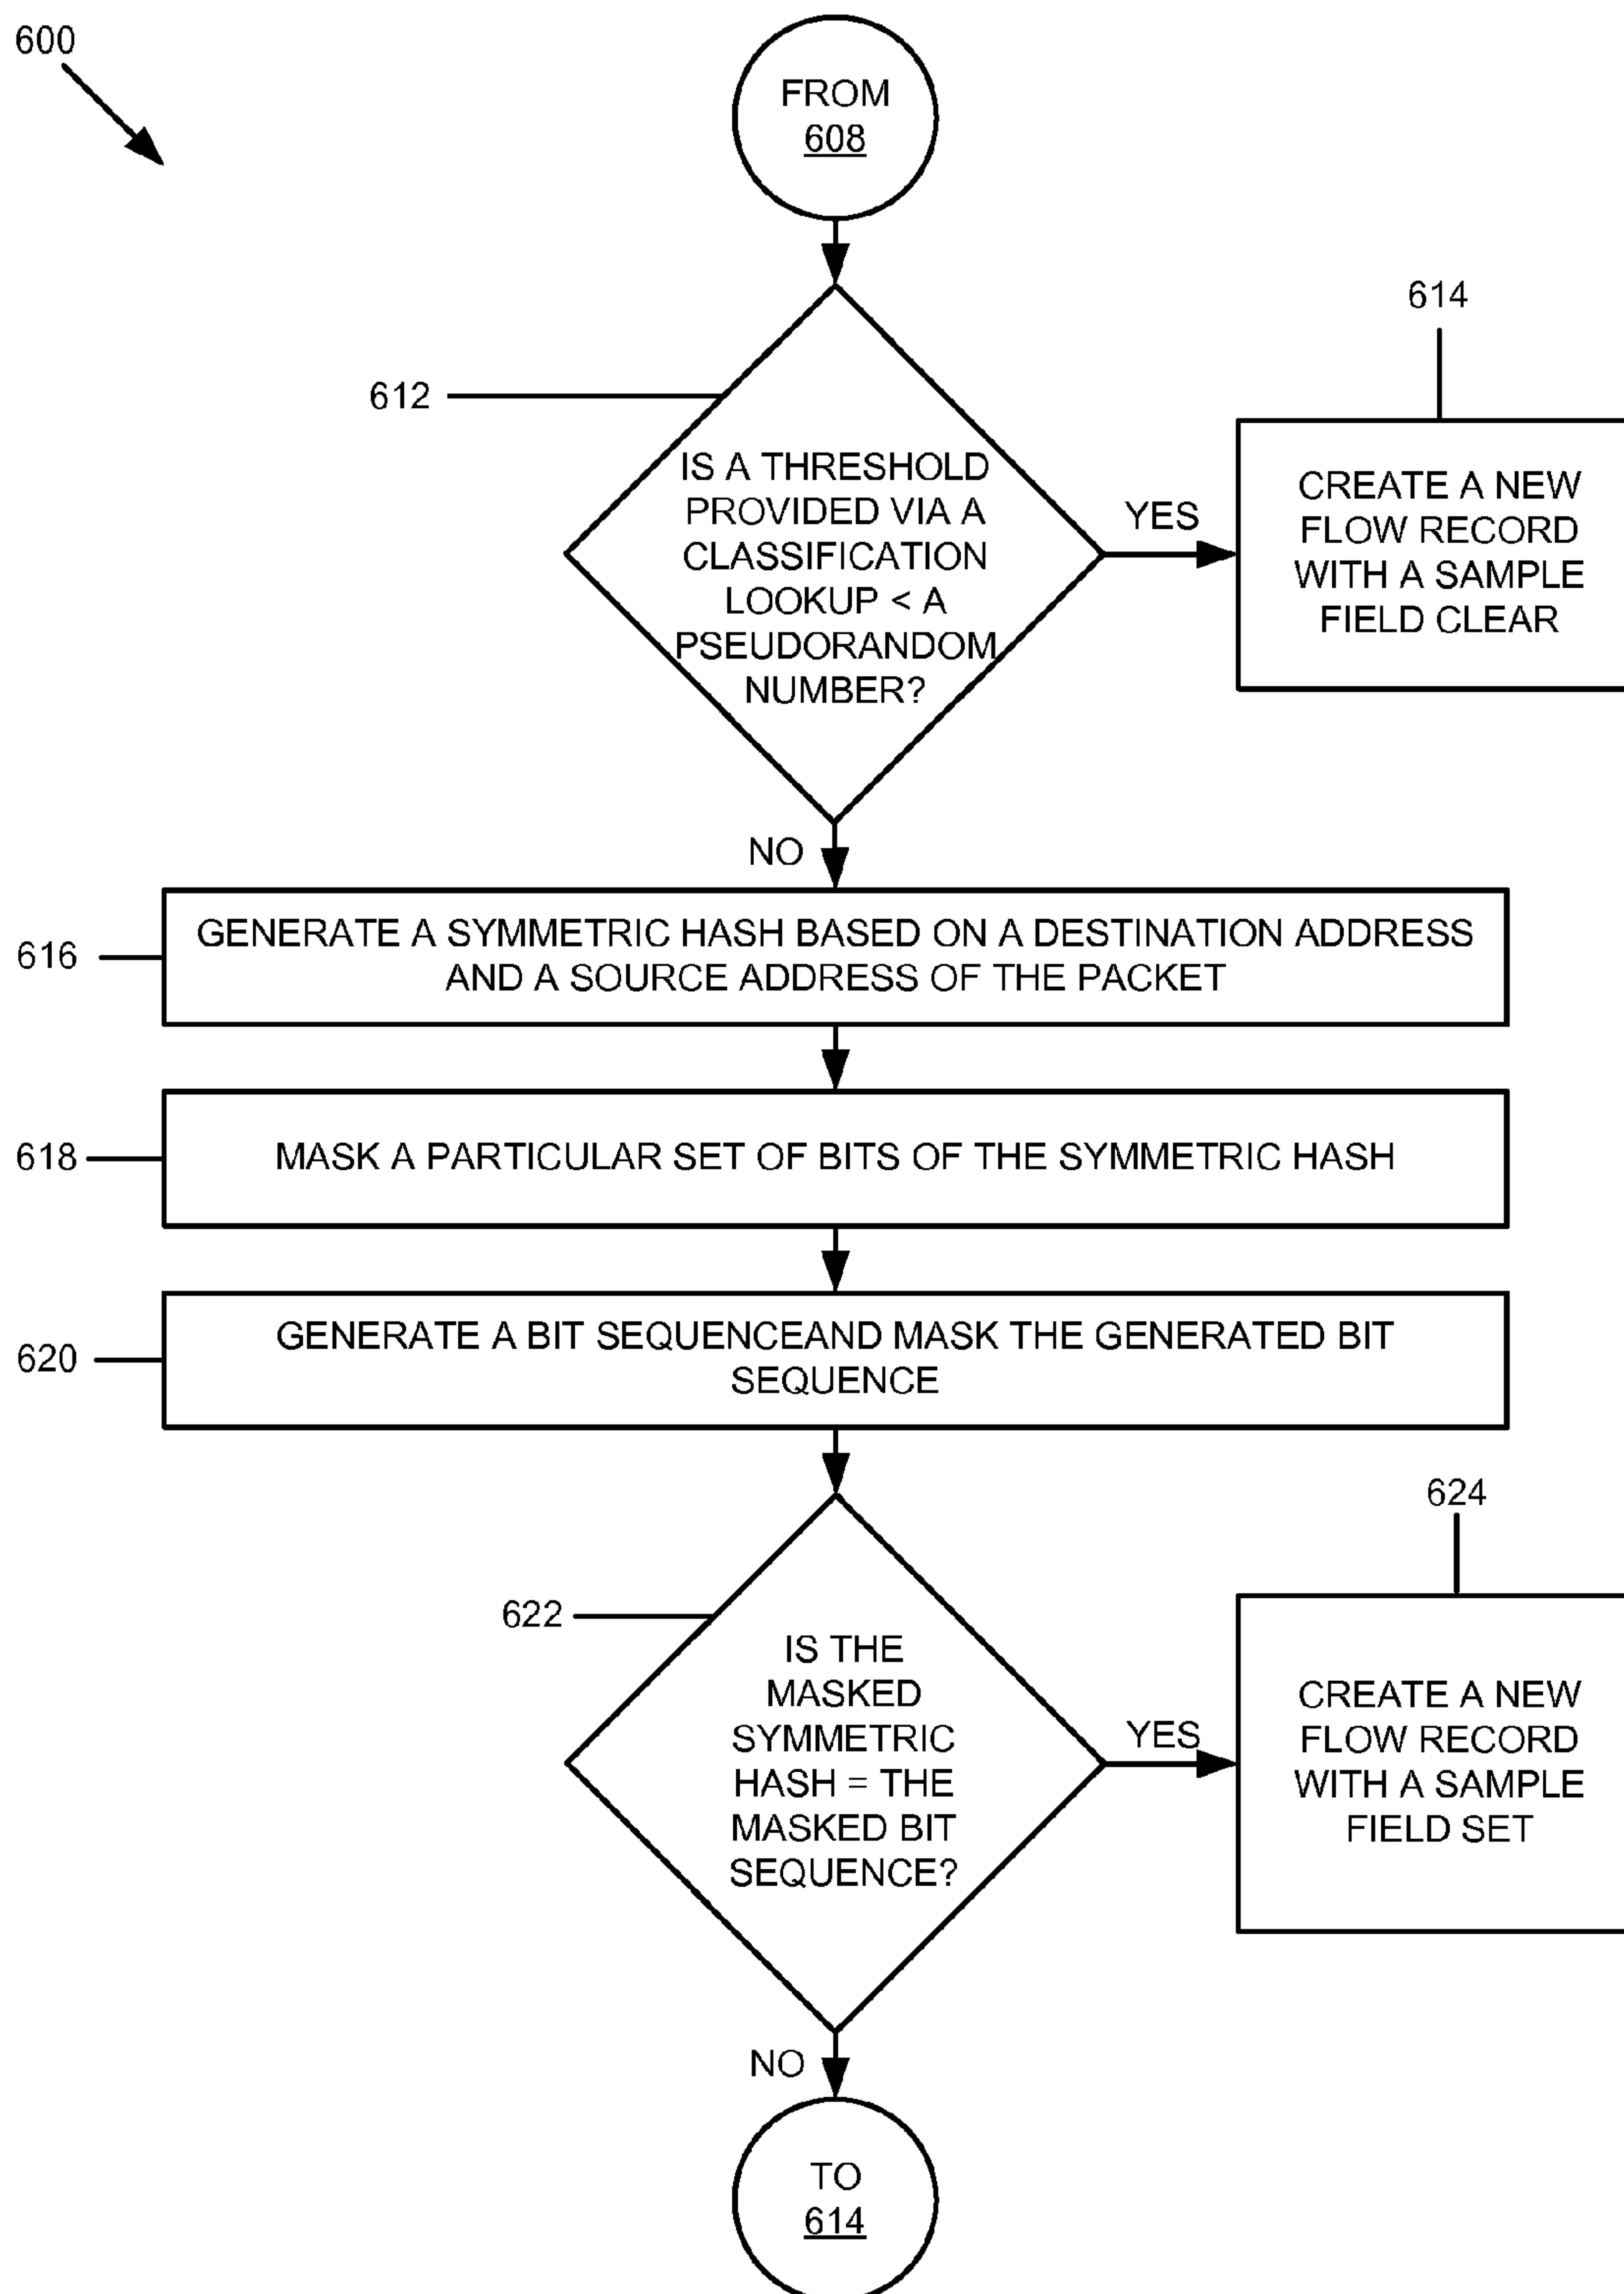 600
FROM
608
612
IS A THRESHOLD
PROVIDED VIA A
CLASSIFICATION
LOOKUP < A
PSEUDORANDOM
NUMBER?
YES
614
CREATE A NEW
FLOW RECORD
WITH A SAMPLE
FIELD CLEAR
NO
616
GENERATE A SYMMETRIC HASH BASED ON A DESTINATION ADDRESS
AND A SOURCE ADDRESS OF THE PACKET
618
MASK A PARTICULAR SET OF BITS OF THE SYMMETRIC HASH
620
GENERATE A BIT SEQUENCEAND MASK THE GENERATED BIT
SEQUENCE
622
IS THE
MASKED
SYMMETRIC
HASH = THE
MASKED BIT
SEQUENCE?
YES
624
CREATE A NEW
FLOW RECORD
WITH A SAMPLE
FIELD SET
NO
TO
614